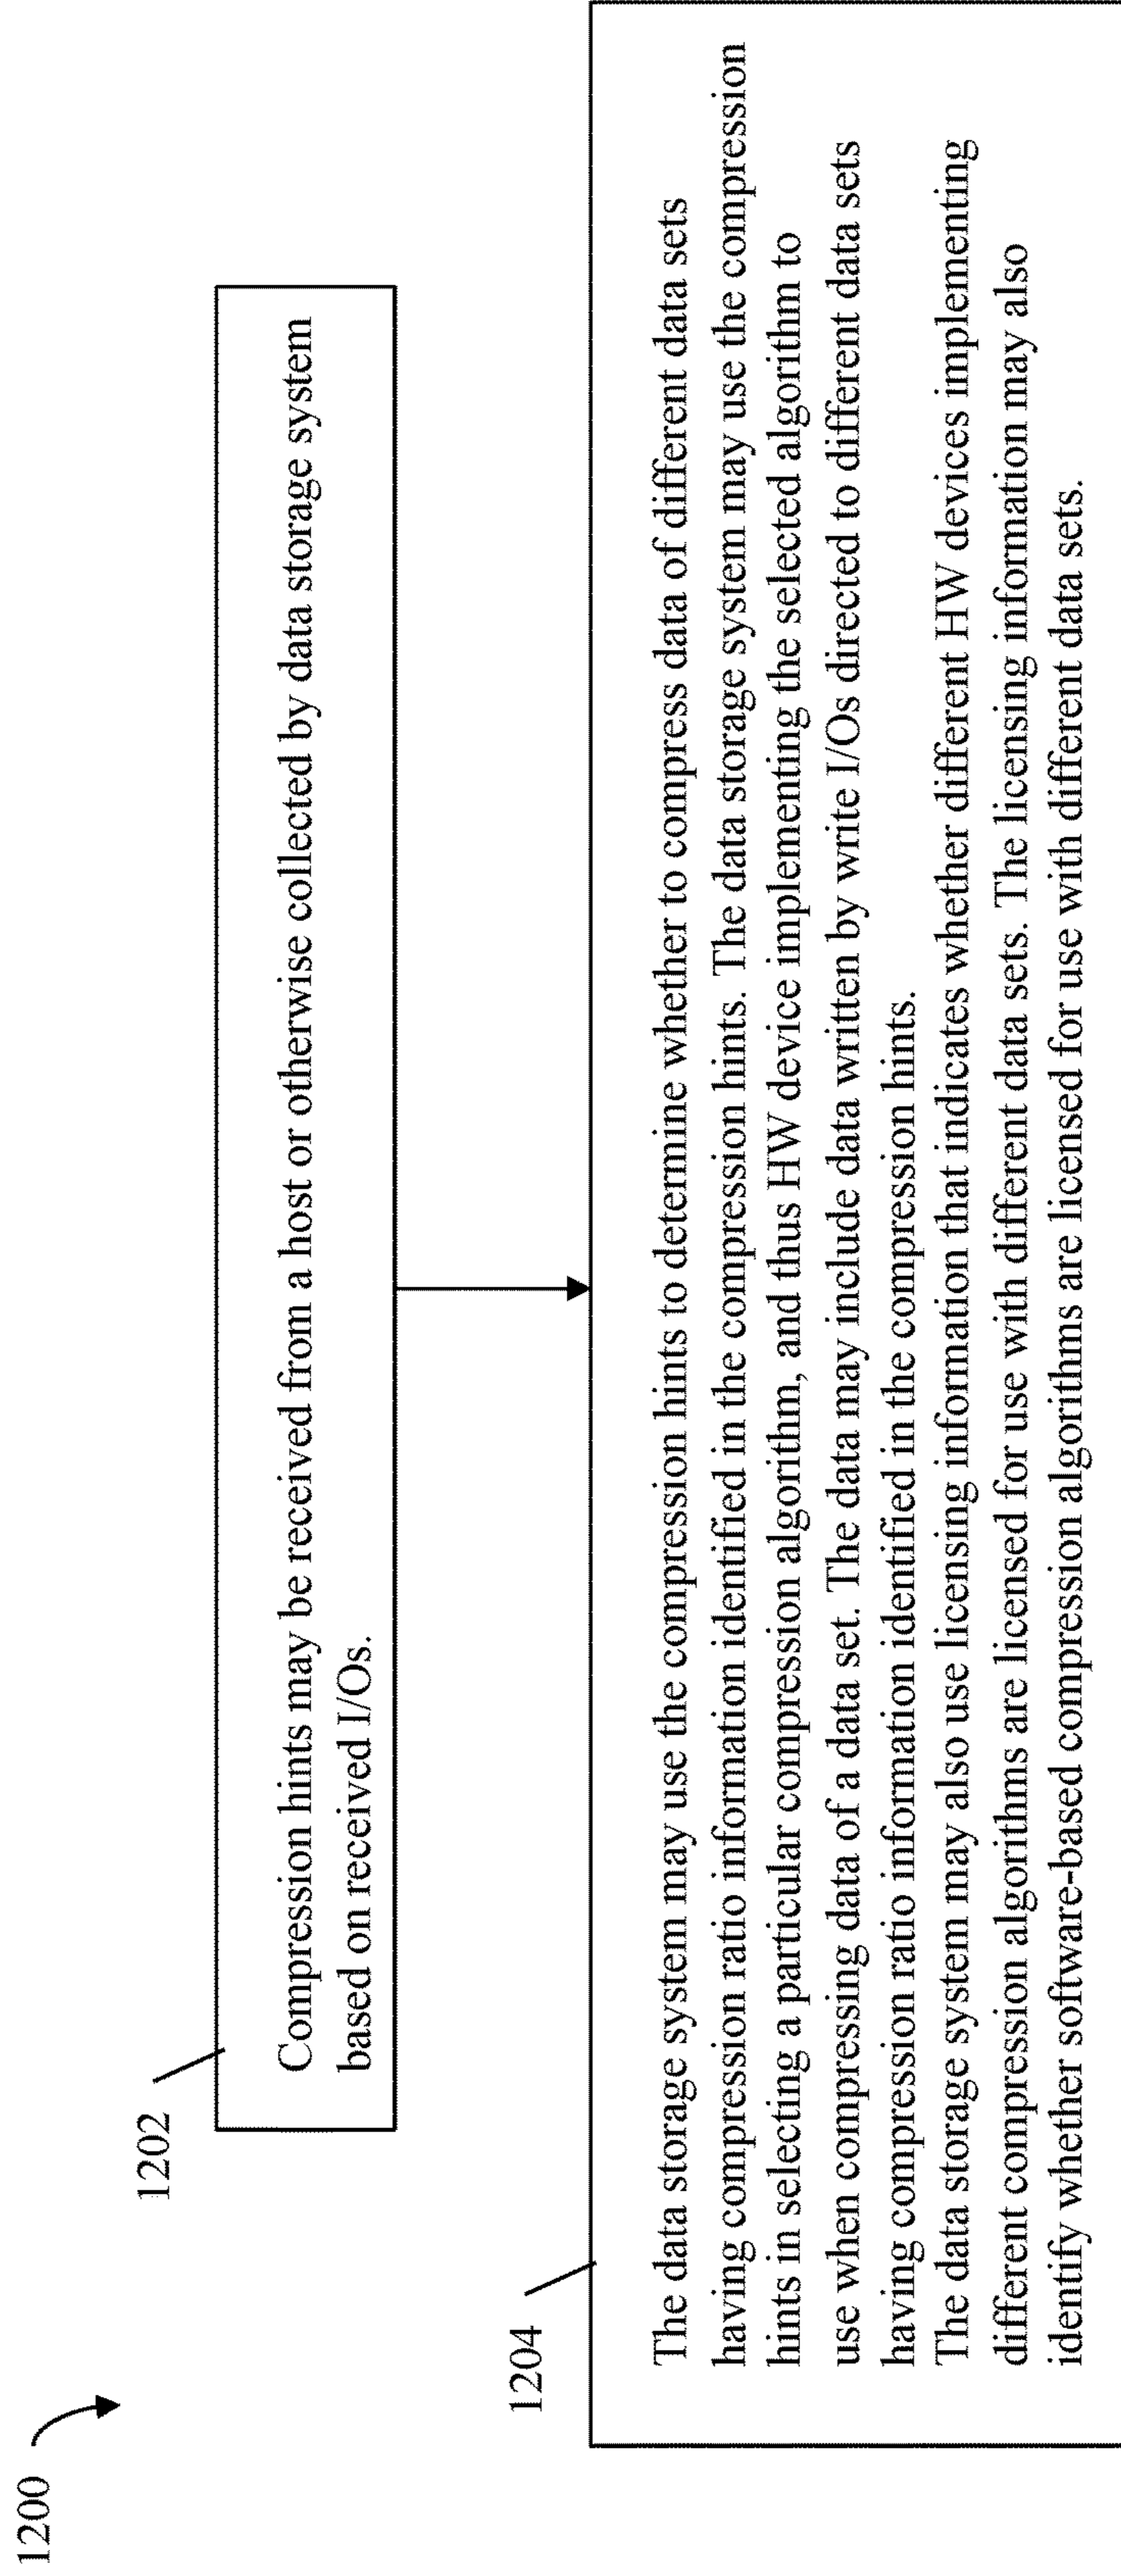 1200
1202
Compression hints may be received from a host or otherwise collected by data storage system
based on received I/Os.
1204
The data storage system may use the compression hints to determine whether to compress data of different data sets
having compression ratio information identified in the compression hints. The data storage system may use the compression
hints in selecting a particular compression algorithm, and thus HW device implementing the selected algorithm to
use when compressing data of a data set. The data may include data written by write I/Os directed to different data sets
having compression ratio information identified in the compression hints.
The data storage system may also use licensing information that indicates whether different HW devices implementing
different compression algorithms are licensed for use with different data sets. The licensing information may also
identify whether software-based compression algorithms are licensed for use with different data sets.